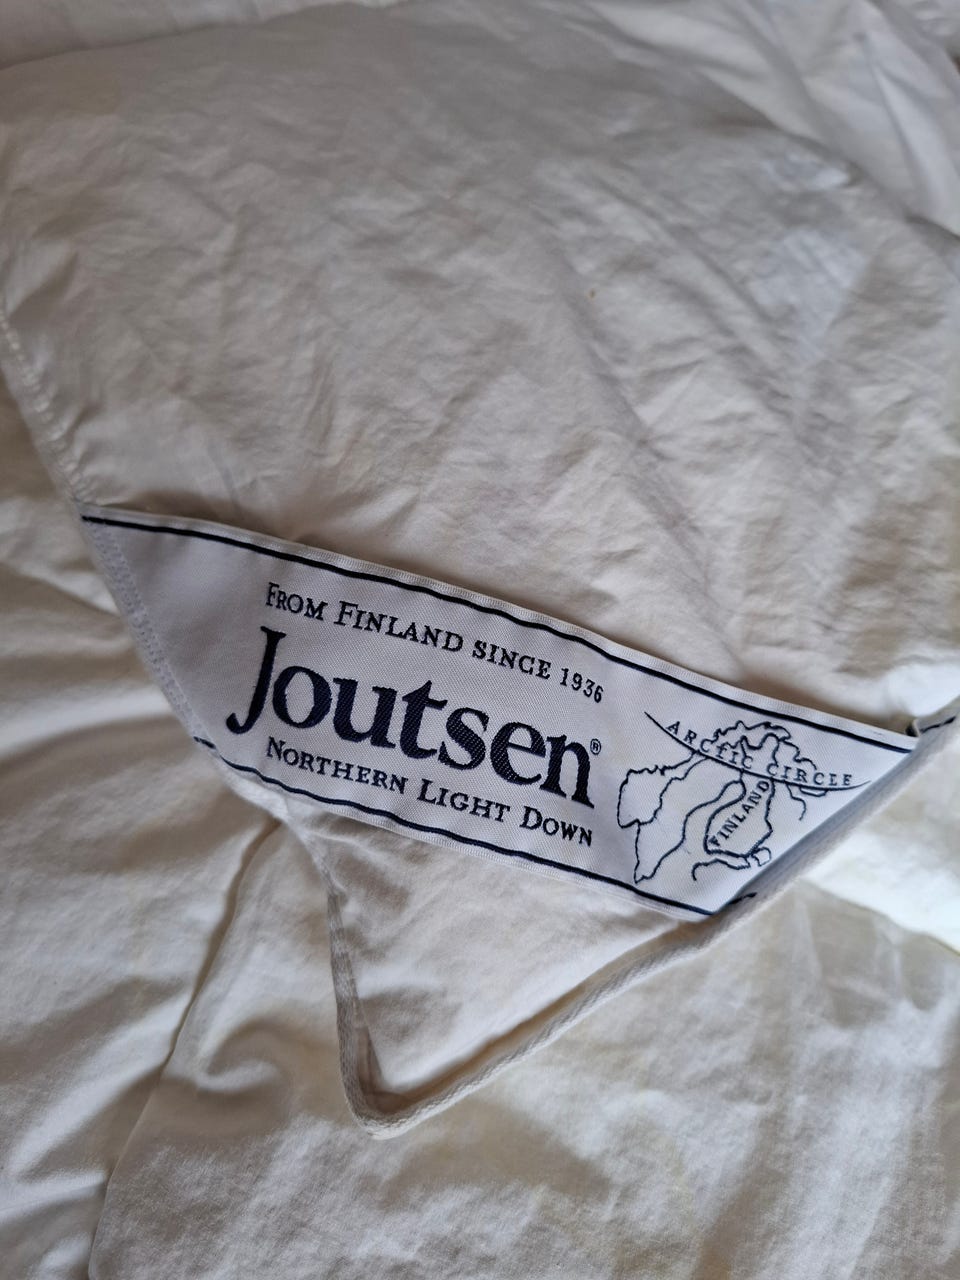 FROM FINLAND SINCE 1936
Joutsen®
NORTHERN LIGHT DOWN
ARCTIC CIRCLE
FINLAND